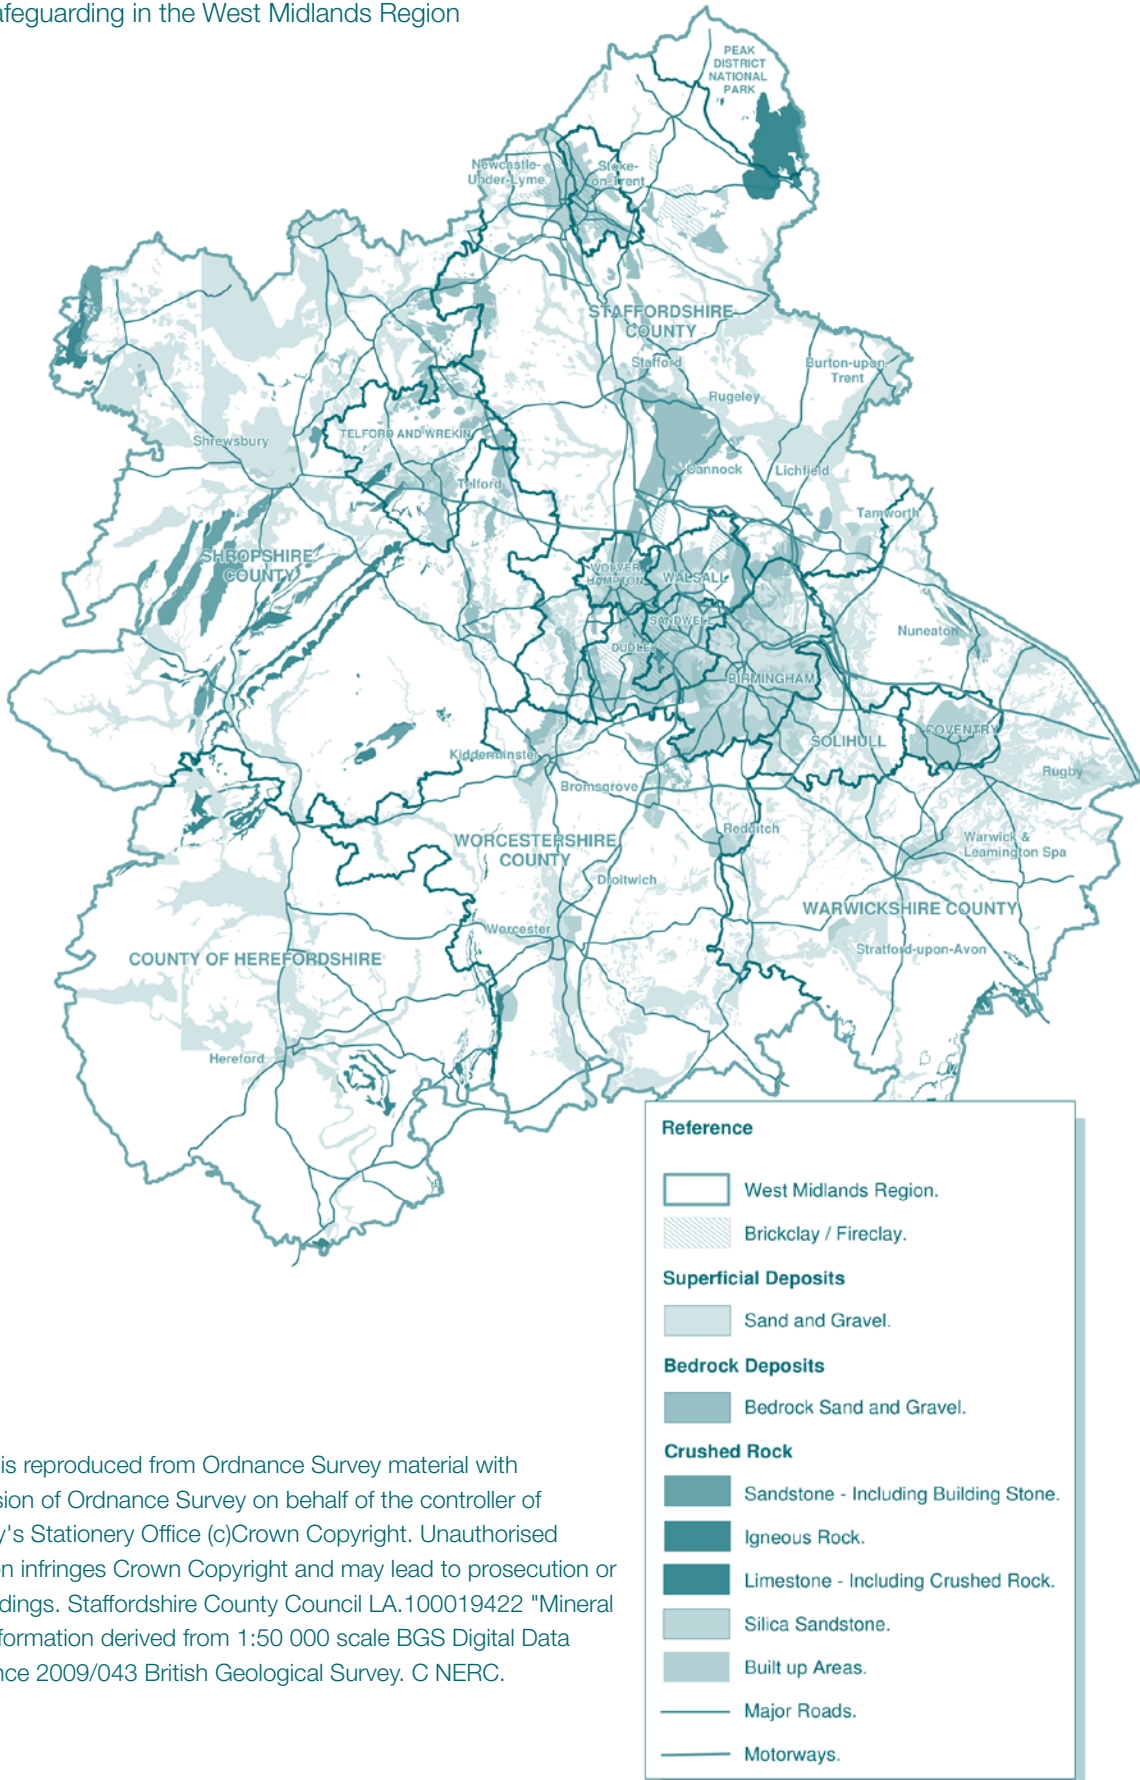 afeguarding in the West Midlands Region
PEAK
DISTRICT
NATIONAL
PARK
Newcastle-
Under-Lyme
Stoke-
on-Trent
STAFFORDSHIRE
COUNTY
Stafford
Burton-upon-
Trent
Rugeley
Shrewsbury
TELFORD AND WREKIN
Telford
Cannock
Lichfield
Tamworth
SHROPSHIRE
COUNTY
WOLVER
HAMPTON
WALSALL
SANDWELL
DUDLEY
Nuneaton
BIRMINGHAM
SOLIHULL
COVENTRY
Kidderminster
Bromsgrove
Rugby
WORCESTERSHIRE
COUNTY
Redditch
Warwick &
Leamington Spa
Droitwich
WARWICKSHIRE COUNTY
Worcester
Stratford-upon-Avon
COUNTY OF HEREFORDSHIRE
Hereford
Reference
West Midlands Region.
Brickclay / Fireclay.
Superficial Deposits
Sand and Gravel.
Bedrock Deposits
Bedrock Sand and Gravel.
Crushed Rock
Sandstone - Including Building Stone.
Igneous Rock.
Limestone - Including Crushed Rock.
Silica Sandstone.
Built up Areas.
Major Roads.
Motorways.
is reproduced from Ordnance Survey material with
sion of Ordnance Survey on behalf of the controller of
y's Stationery Office (c)Crown Copyright. Unauthorised
on infringes Crown Copyright and may lead to prosecution or
dings. Staffordshire County Council LA.100019422 "Mineral
formation derived from 1:50 000 scale BGS Digital Data
nce 2009/043 British Geological Survey. C NERC.